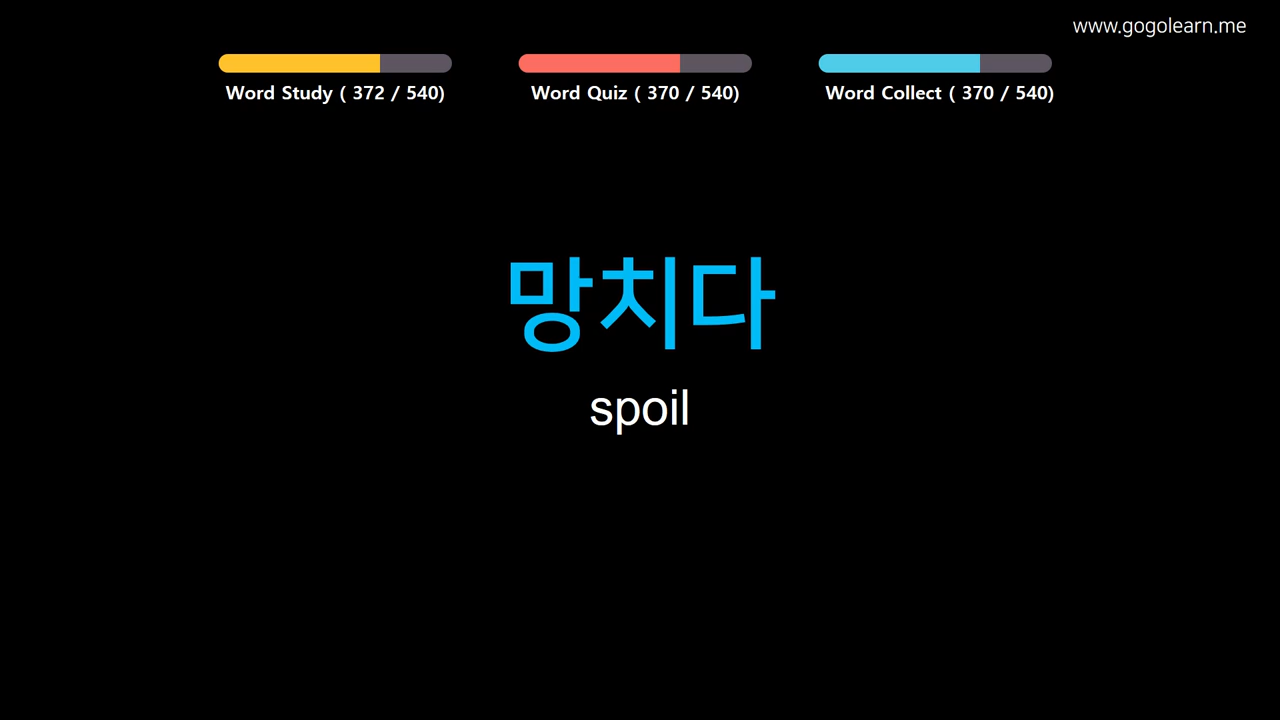 www.gogolearn.me
Word Study ( 372 / 540)
Word Quiz ( 370 / 540)
Word Collect ( 370 / 540)
망치다
spoil